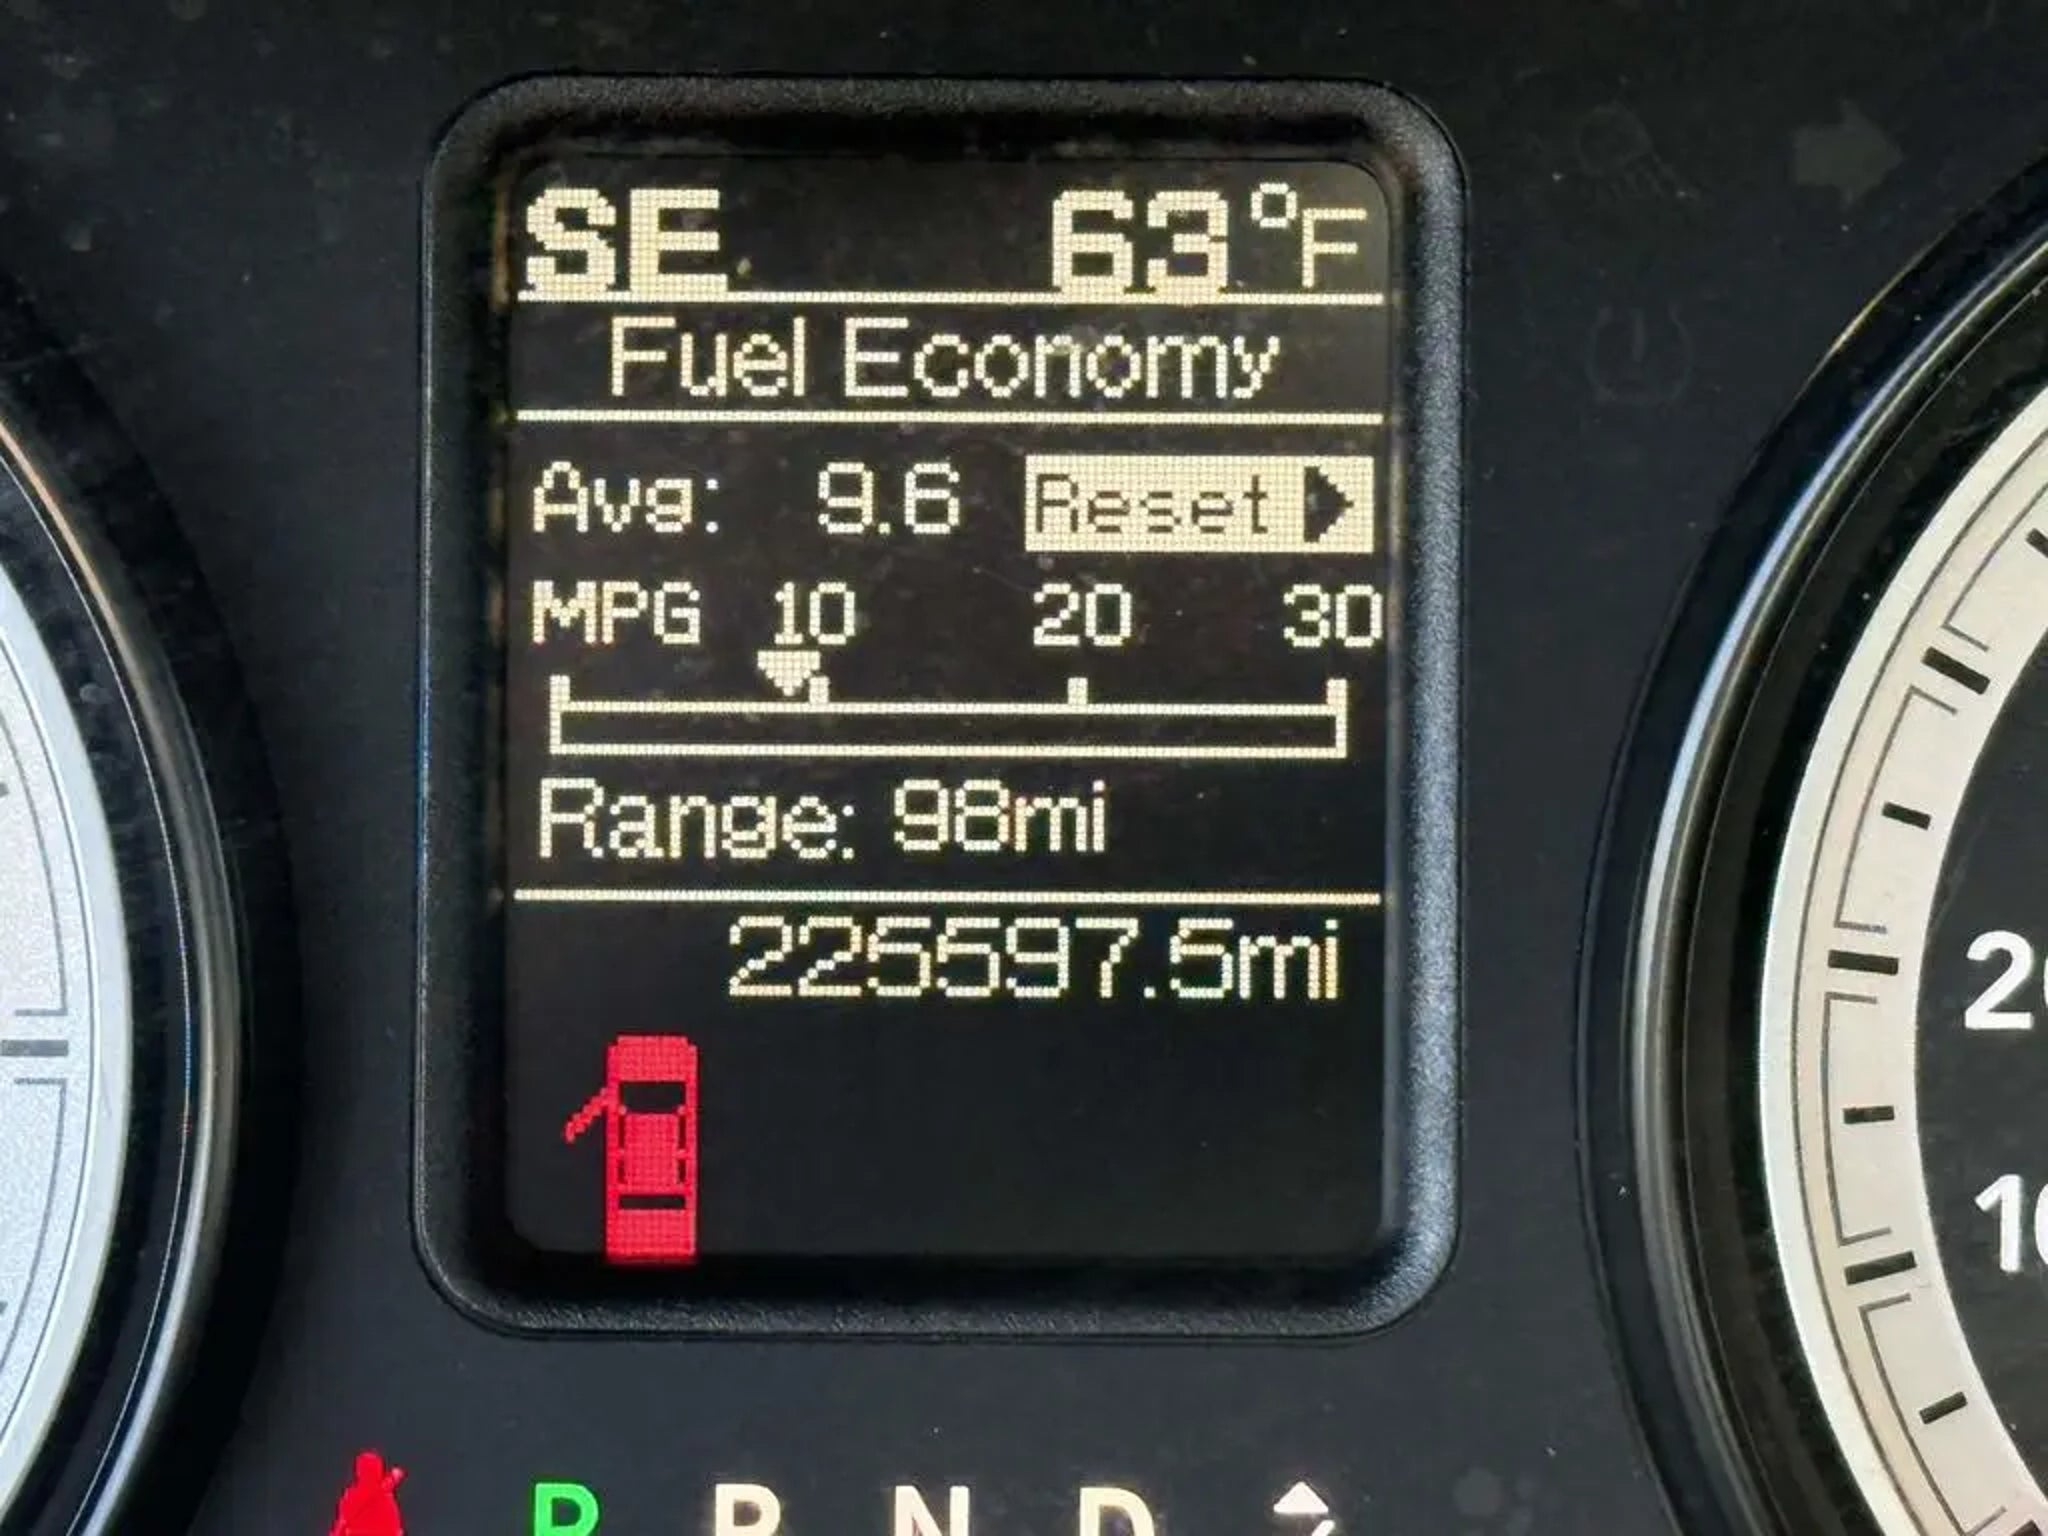 SE 63°F
Fuel Economy
Avg: 9.6 Reset
MPG 10 20 30
Range: 98mi
225597.5mi
P R N D